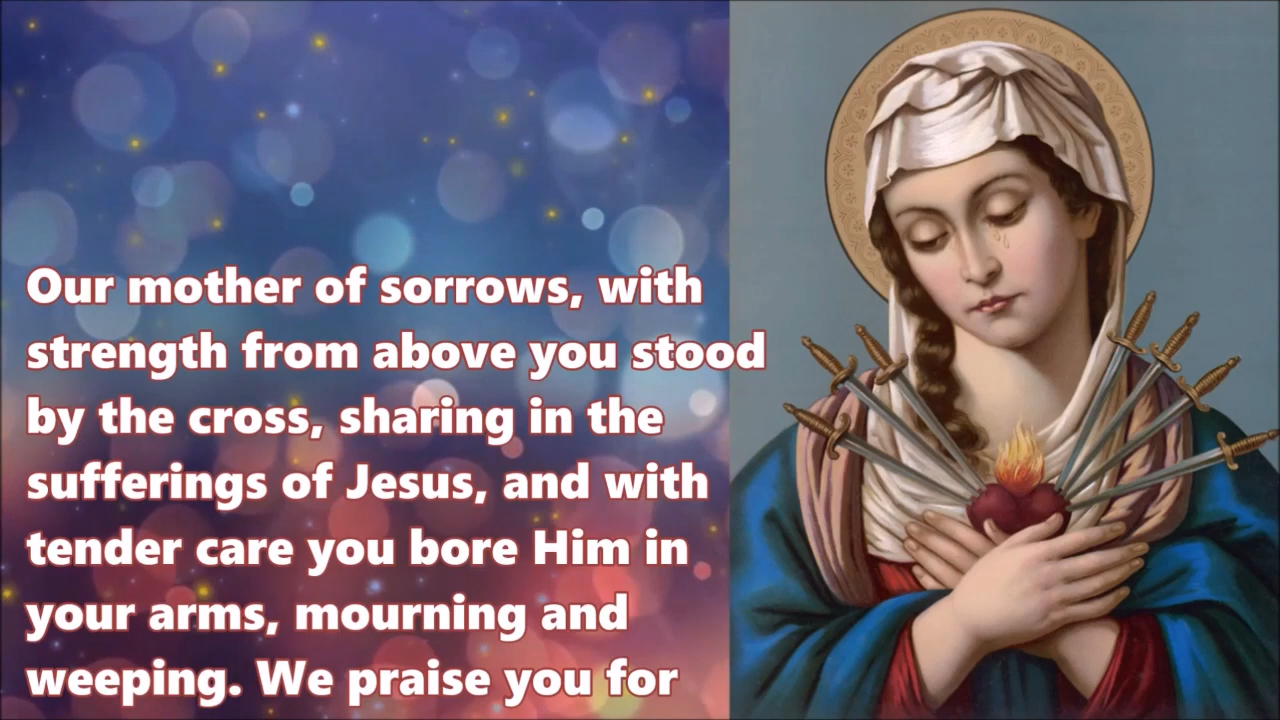 Our mother of sorrows, with
strength from above you stood
by the cross, sharing in the
sufferings of Jesus, and with
tender care you bore Him in
your arms, mourning and
weeping. We praise you for